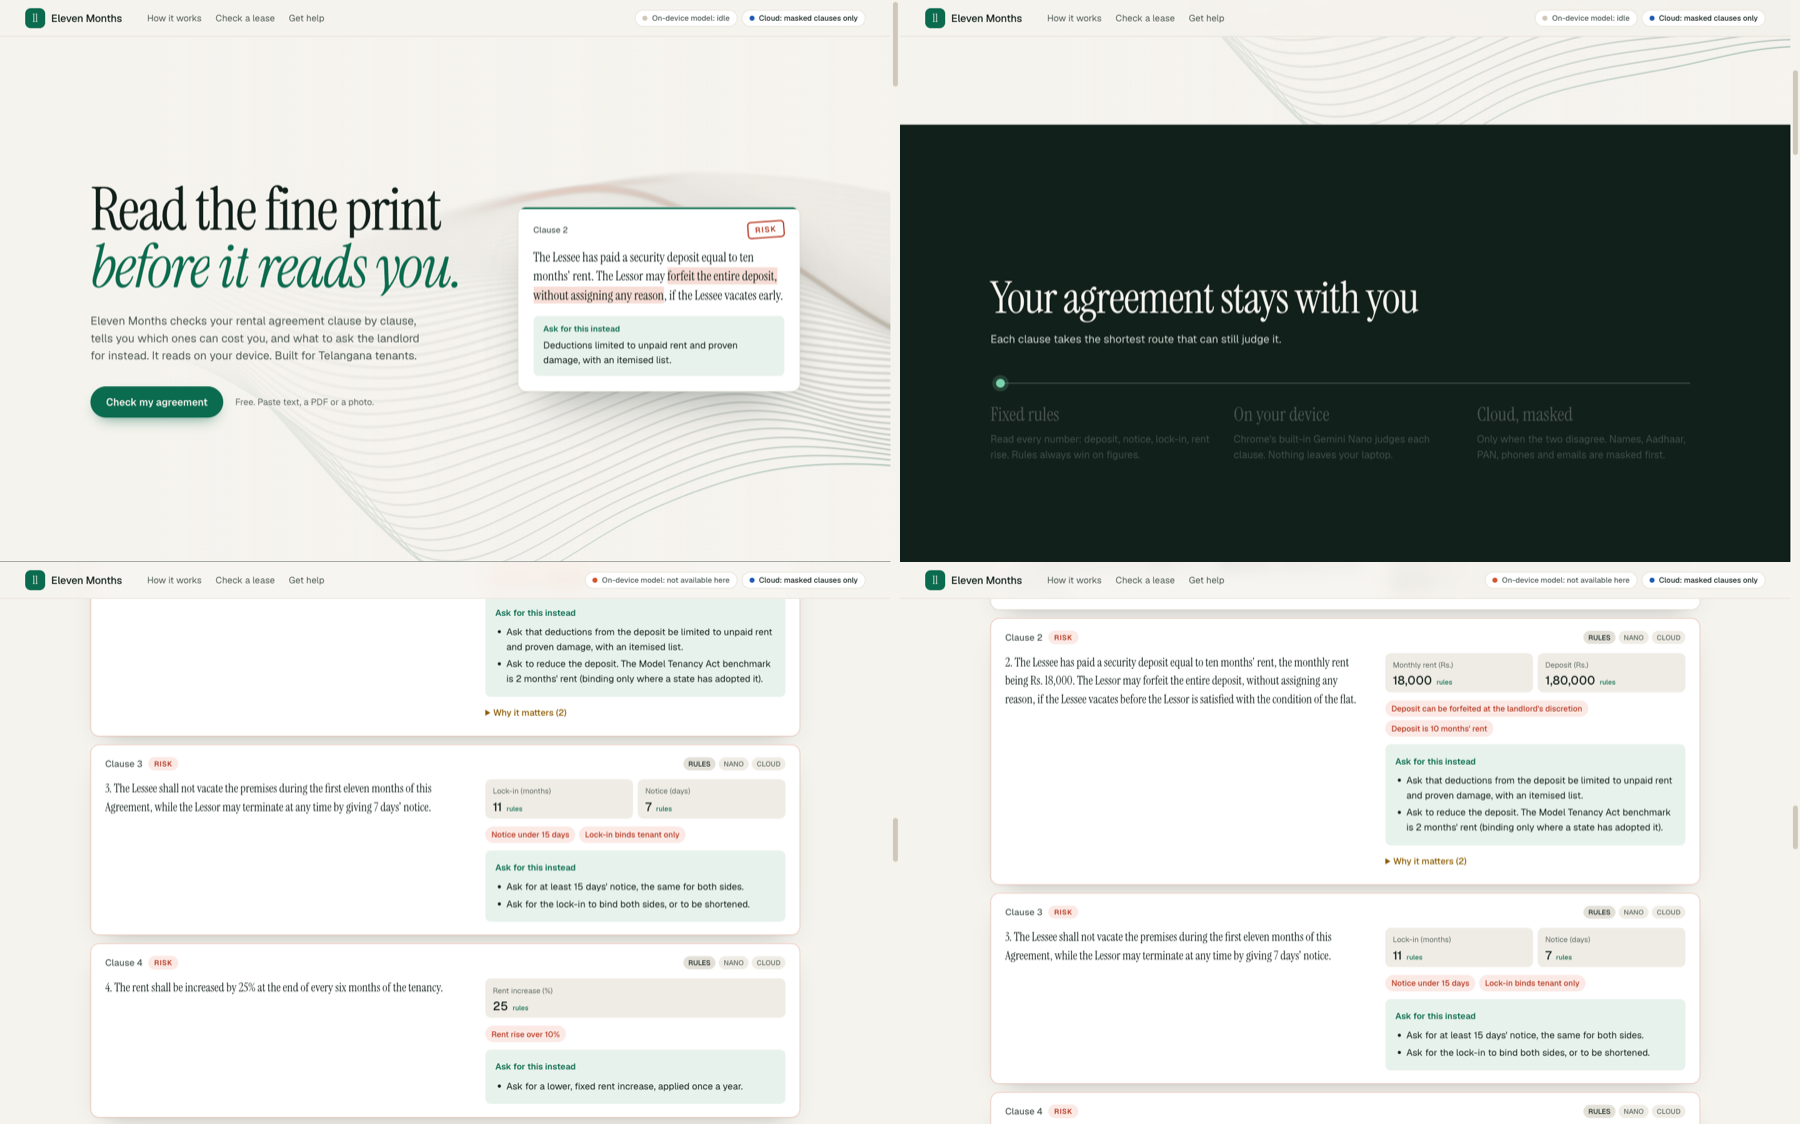 Eleven Months
How it works
Check a lease
Get help
On-device model: idle
Cloud: masked clauses only
Read the fine print
before it reads you.
Eleven Months checks your rental agreement clause by clause,
tells you which ones can cost you, and what to ask the landlord
for instead. It reads on your device. Built for Telangana tenants.
Check my agreement
Free. Paste text, a PDF or a photo.
Clause 2
RISK
The Lessee has paid a security deposit equal to ten
months' rent. The Lessor may forfeit the entire deposit,
without assigning any reason, if the Lessee vacates early.
Ask for this instead
Deductions limited to unpaid rent and proven
damage, with an itemised list.
Eleven Months
How it works
Check a lease
Get help
On-device model: idle
Cloud: masked clauses only
Your agreement stays with you
Each clause takes the shortest route that can still judge it.
Fixed rules
Read every number: deposit, notice, lock-in, rent
rise. Rules always win on figures.
On your device
Chrome's built-in Gemini Nano judges each
clause. Nothing leaves your laptop.
Cloud, masked
Only when the two disagree. Names, Aadhaar,
PAN, phones and emails are masked first.
Eleven Months
How it works
Check a lease
Get help
On-device model: not available here
Cloud: masked clauses only
Ask for this instead
• Ask that deductions from the deposit be limited to unpaid rent
and proven damage, with an itemised list.
• Ask to reduce the deposit. The Model Tenancy Act benchmark
is 2 months' rent (binding only where a state has adopted it).
Why it matters (2)
Clause 3
RISK
RULES
NANO
CLOUD
3. The Lessee shall not vacate the premises during the first eleven months of this
Agreement, while the Lessor may terminate at any time by giving 7 days' notice.
Lock-in (months)
11 rules
Notice (days)
7 rules
Notice under 15 days
Lock-in binds tenant only
Ask for this instead
• Ask for at least 15 days' notice, the same for both sides.
• Ask for the lock-in to bind both sides, or to be shortened.
Clause 4
RISK
RULES
NANO
CLOUD
4. The rent shall be increased by 25% at the end of every six months of the tenancy.
Rent increase (%)
25 rules
Rent rise over 10%
Ask for this instead
• Ask for a lower, fixed rent increase, applied once a year.
Eleven Months
How it works
Check a lease
Get help
On-device model: not available here
Cloud: masked clauses only
Clause 2
RISK
RULES
NANO
CLOUD
2. The Lessee has paid a security deposit equal to ten months' rent, the monthly rent
being Rs. 18,000. The Lessor may forfeit the entire deposit, without assigning any
reason, if the Lessee vacates before the Lessor is satisfied with the condition of the flat.
Monthly rent (Rs.)
18,000 rules
Deposit (Rs.)
1,80,000 rules
Deposit can be forfeited at the landlord's discretion
Deposit is 10 months' rent
Ask for this instead
• Ask that deductions from the deposit be limited to unpaid rent
and proven damage, with an itemised list.
• Ask to reduce the deposit. The Model Tenancy Act benchmark
is 2 months' rent (binding only where a state has adopted it).
Why it matters (2)
Clause 3
RISK
RULES
NANO
CLOUD
3. The Lessee shall not vacate the premises during the first eleven months of this
Agreement, while the Lessor may terminate at any time by giving 7 days' notice.
Lock-in (months)
11 rules
Notice (days)
7 rules
Notice under 15 days
Lock-in binds tenant only
Ask for this instead
• Ask for at least 15 days' notice, the same for both sides.
• Ask for the lock-in to bind both sides, or to be shortened.
Clause 4
RISK
RULES
NANO
CLOUD